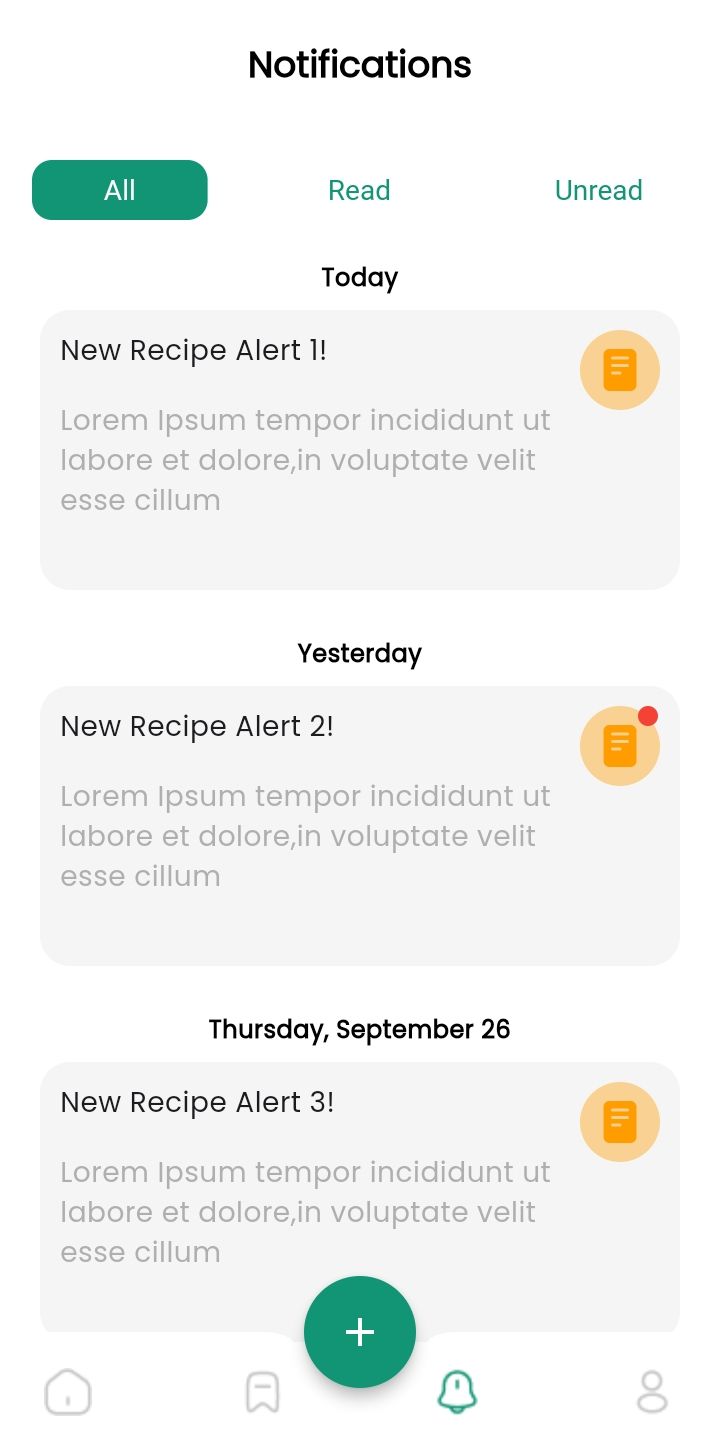 Notifications
All
Read
Unread
Today
New Recipe Alert 1!
Lorem Ipsum tempor incididunt ut
labore et dolore,in voluptate velit
esse cillum
Yesterday
New Recipe Alert 2!
Lorem Ipsum tempor incididunt ut
labore et dolore,in voluptate velit
esse cillum
Thursday, September 26
New Recipe Alert 3!
Lorem Ipsum tempor incididunt ut
labore et dolore,in voluptate velit
esse cillum